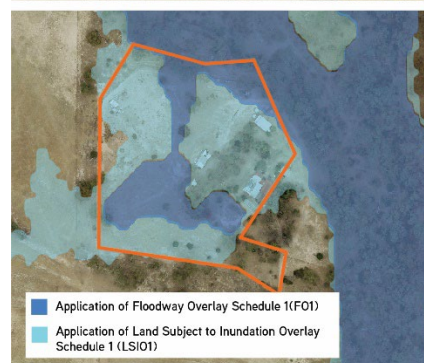 Application of Floodway Overlay Schedule 1(FO1)
Application of Land Subject to Inundation Overlay
Schedule 1 (LSIO1)